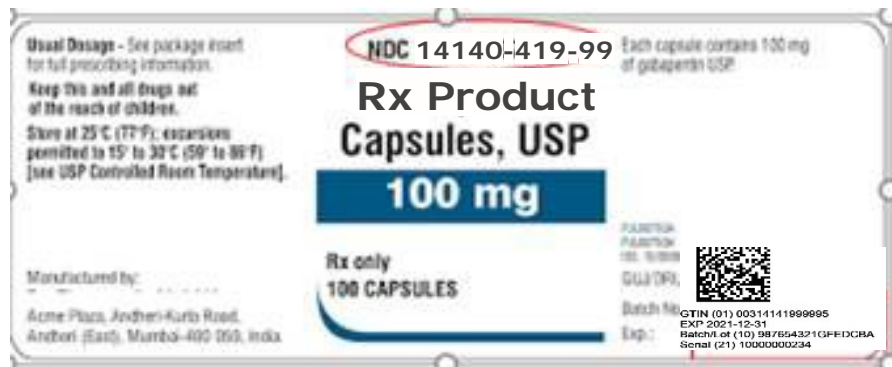 Usual Dosage - See package insert
for full prescribing information.
Keep this and all drugs out
of the reach of children.
Store at 25°C (77°F); excursions
permitted to 15° to 30°C (59° to 86°F)
[see USP Controlled Room Temperature].
Manufactured by:
Acme Plaza, Andheri-Kurla Road,
Andheri (East), Mumbai-400 059, India
NDC 14140-419-99
Rx Product
Capsules, USP
100 mg
Rx only
100 CAPSULES
Each capsule contains 100 mg
of gabapentin USP.
Batch No
Exp.:
GTIN (01) 00314141999995
EXP 2021-12-31
Batch/Lot (10) 987654321GFEDCBA
Serial (21) 10000000234